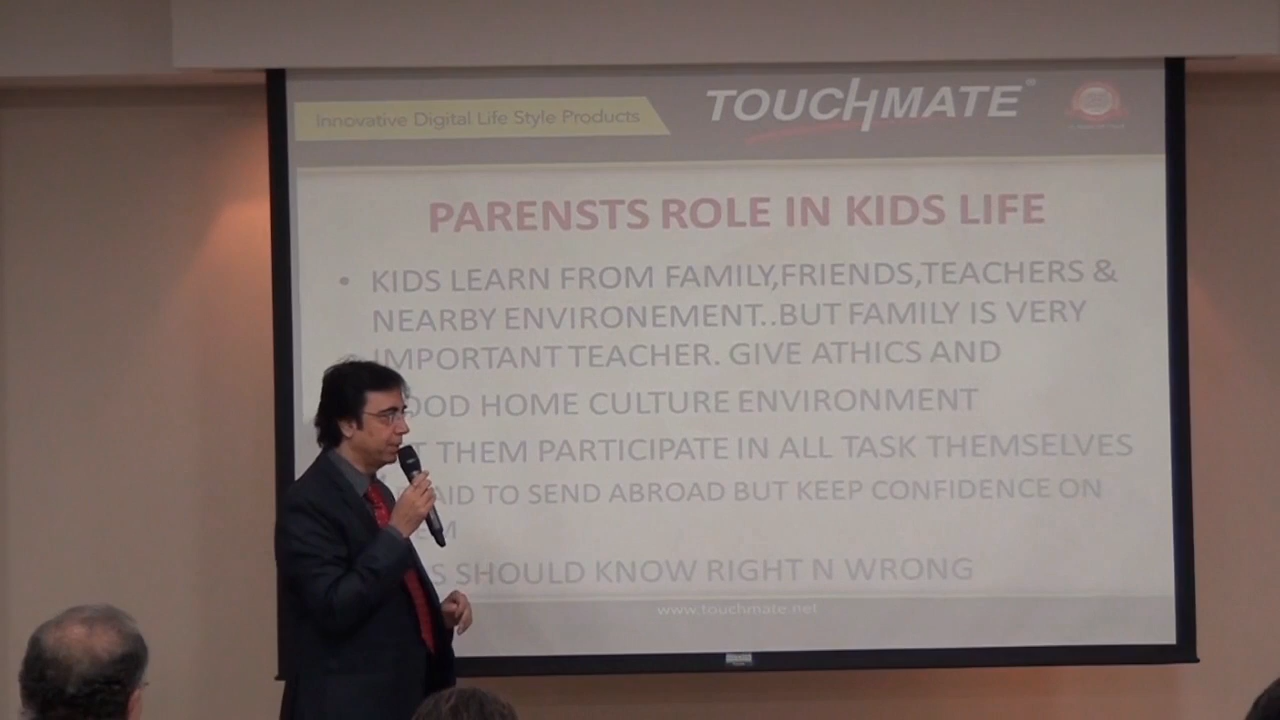 Innovative Digital Life Style Products
TOUCHMATE
PARENSTS ROLE IN KIDS LIFE
• KIDS LEARN FROM FAMILY,FRIENDS,TEACHERS &
NEARBY ENVIRONEMENT..BUT FAMILY IS VERY
IMPORTANT TEACHER. GIVE ATHICS AND
HOME CULTURE ENVIRONMENT
THEM PARTICIPATE IN ALL TASK THEMSELVES
TO SEND ABROAD BUT KEEP CONFIDENCE ON
SHOULD KNOW RIGHT N WRONG
www.touchmate.net